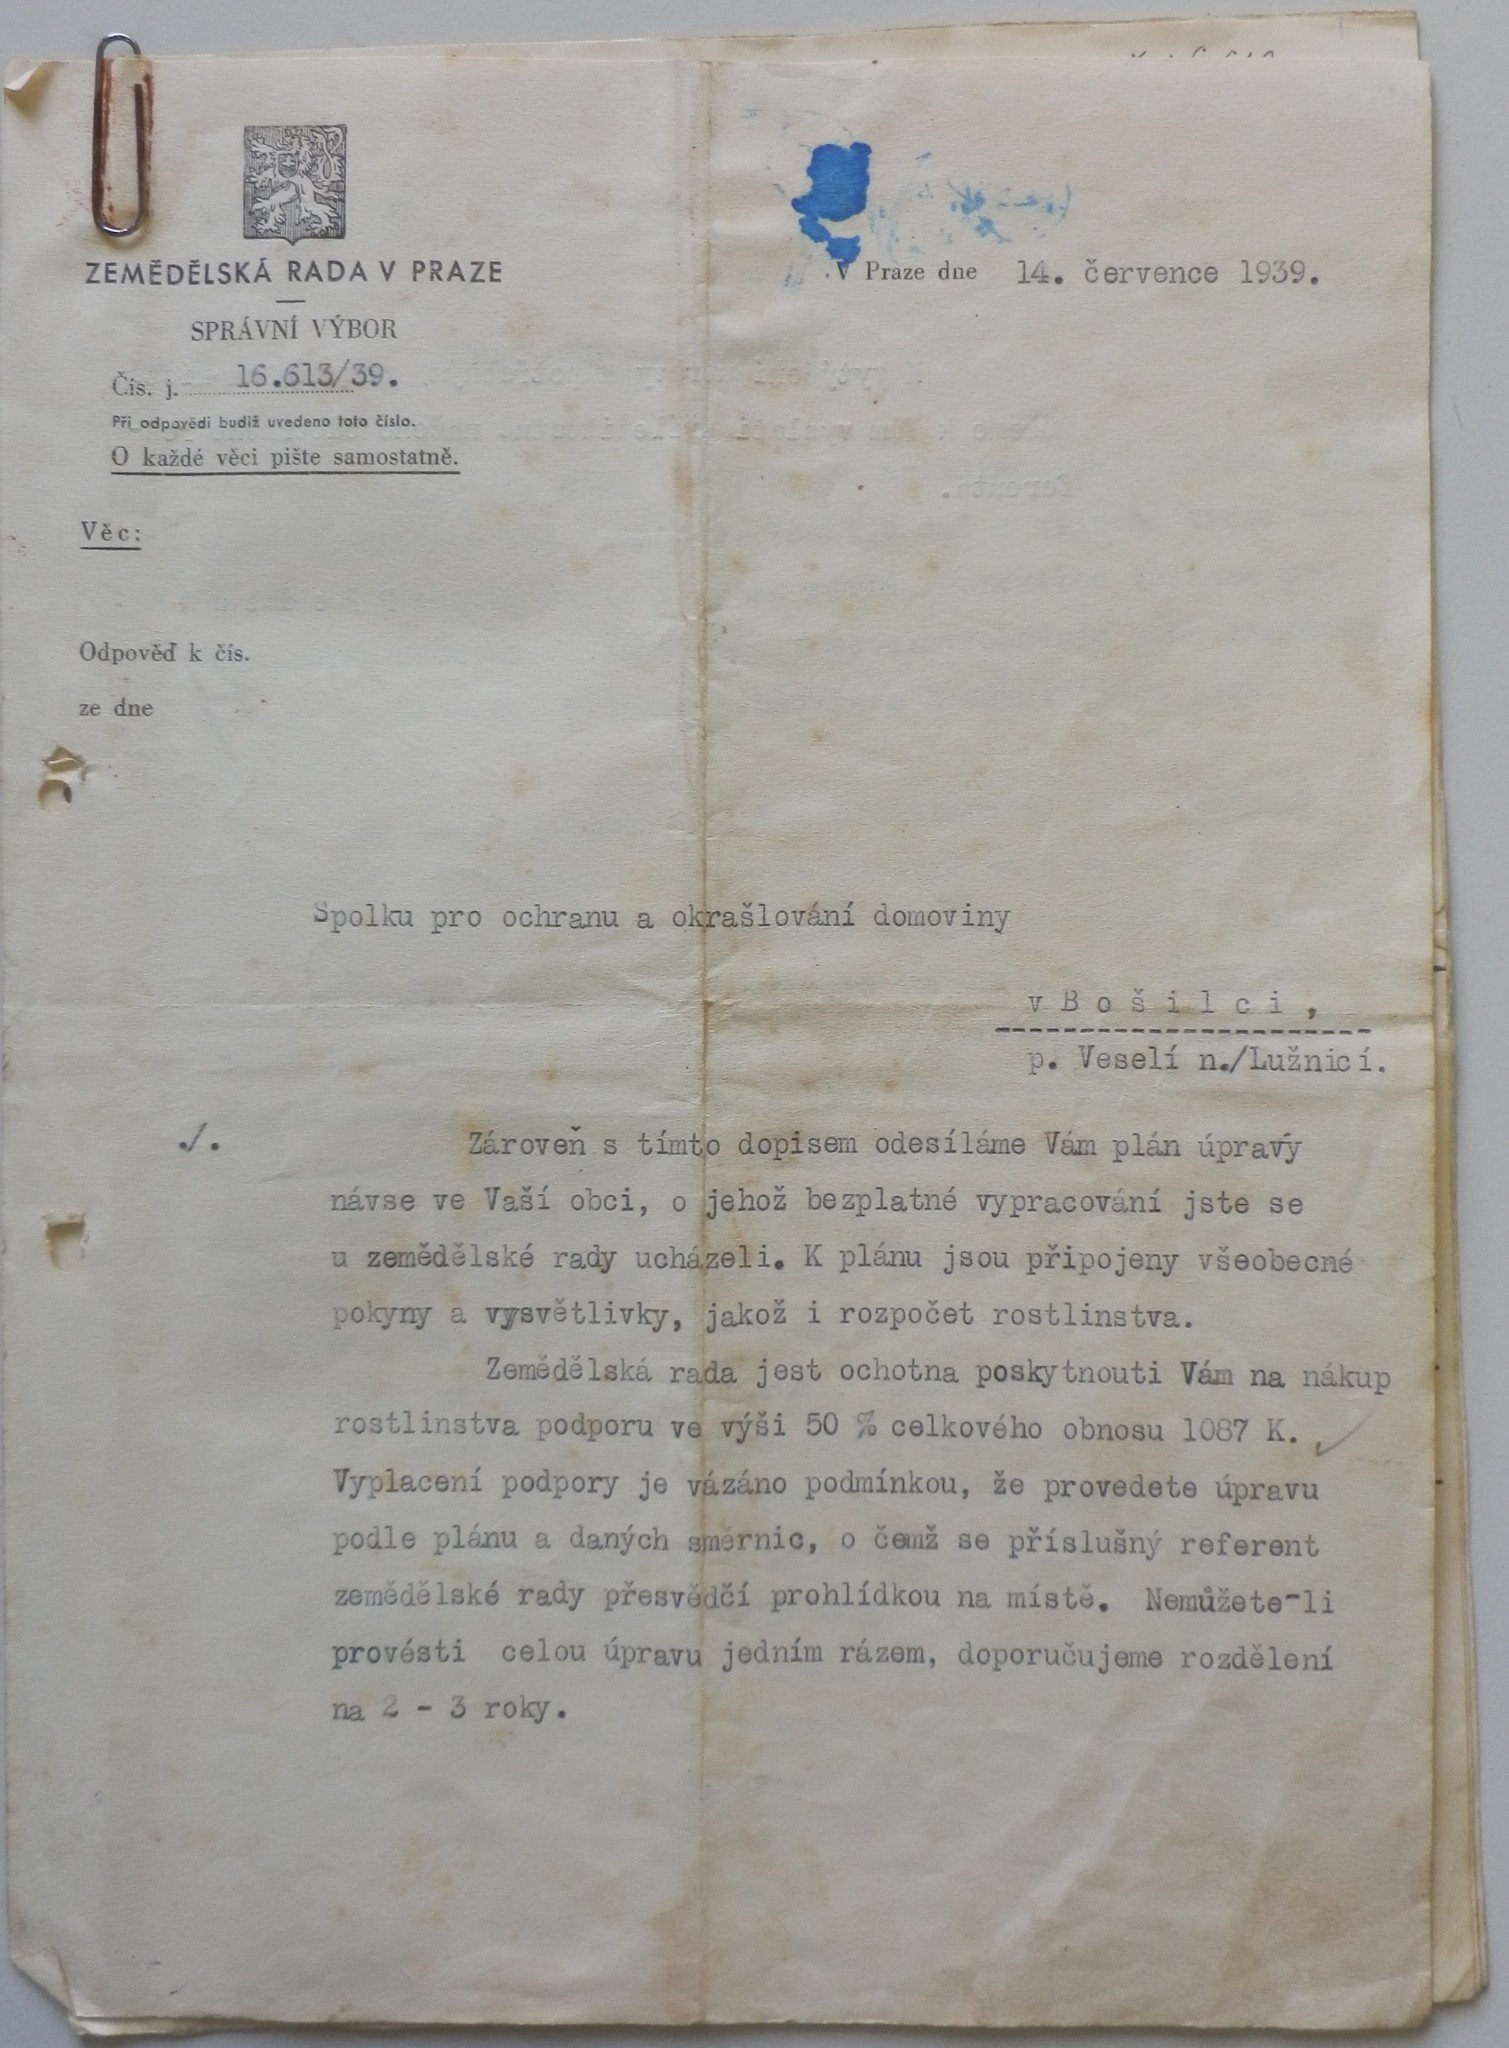 ZEMĚDĚLSKÁ RADA V PRAZE
SPRÁVNÍ VÝBOR
Čís. j. 16.613/39.
Při odpovědi budiž uvedeno toto číslo.
O každé věci pište samostatně.
V Praze dne 14. července 1939.
Věc:
Odpověď k čís.
ze dne
Spolku pro ochranu a okrašlování domoviny
v Bošilci,
p. Veselí n./Lužnicí.
./.
Zároveň s tímto dopisem odesíláme Vám plán úpravy
návse ve Vaší obci, o jehož bezplatné vypracování jste se
u zemědělské rady ucházeli. K plánu jsou připojeny všeobecné
pokyny a vysvětlivky, jakož i rozpočet rostlinstva.
Zemědělská rada jest ochotna poskytnouti Vám na nákup
rostlinstva podporu ve výši 50 % celkového obnosu 1087 K.
Vyplacení podpory je vázáno podmínkou, že provedete úpravu
podle plánu a daných směrnic, o čemž se příslušný referent
zemědělské rady přesvědčí prohlídkou na místě. Nemůžete-li
provésti celou úpravu jedním rázem, doporučujeme rozdělení
na 2 - 3 roky.